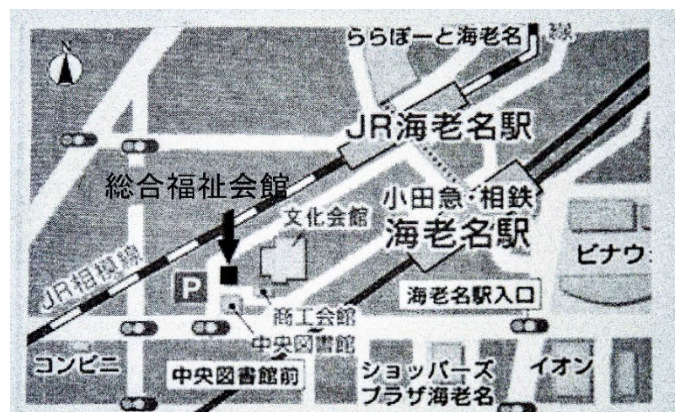 N
ららぽーと海老名
線
JR海老名駅
総合福祉会館
小田急・相鉄
海老名駅
文化会館
ビナウ
JR相模線
P
海老名駅入口
商工会館
中央図書館
コンビニ
中央図書館前
ショッパーズ
プラザ海老名
イオン